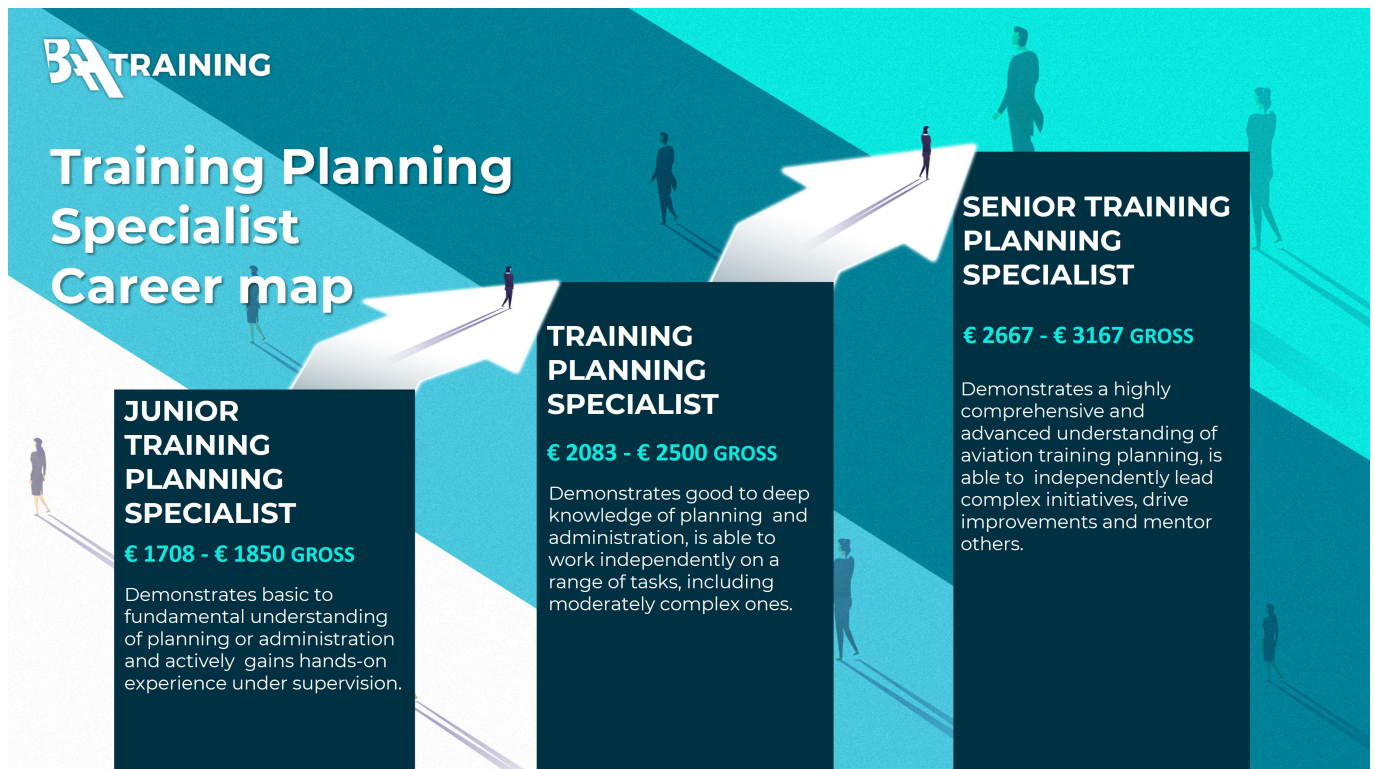 BAA TRAINING
Training Planning
Specialist
Career map
JUNIOR
TRAINING
PLANNING
SPECIALIST
€ 1708 - € 1850 GROSS
Demonstrates basic to
fundamental understanding
of planning or administration
and actively  gains hands-on
experience under supervision.
TRAINING
PLANNING
SPECIALIST
€ 2083 - € 2500 GROSS
Demonstrates good to deep
knowledge of planning  and
administration, is able to
work independently on a
range of tasks, including
moderately complex ones.
SENIOR TRAINING
PLANNING
SPECIALIST
€ 2667 - € 3167 GROSS
Demonstrates a highly
comprehensive and
advanced understanding of
aviation training planning, is
able to  independently lead
complex initiatives, drive
improvements and mentor
others.